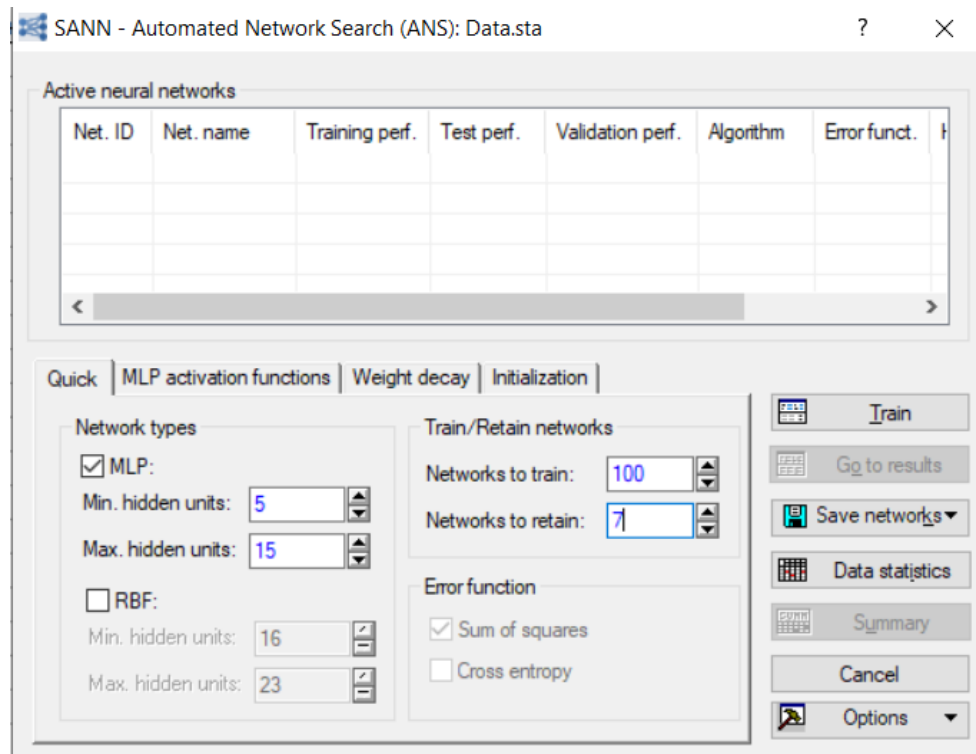 SANN - Automated Network Search (ANS): Data.sta ?
Active neural networks
Net. ID Net. name Training perf. Test perf. Validation perf. Algorithm Error funct.
Quick MLP activation functions Weight decay Initialization
Network types
MLP:
Min. hidden units: 5
Max. hidden units: 15
RBF:
Min. hidden units: 16
Max. hidden units: 23
Train/Retain networks
Networks to train: 100
Networks to retain: 7
Error function
Sum of squares
Cross entropy
Train
Go to results
Save networks
Data statistics
Summary
Cancel
Options